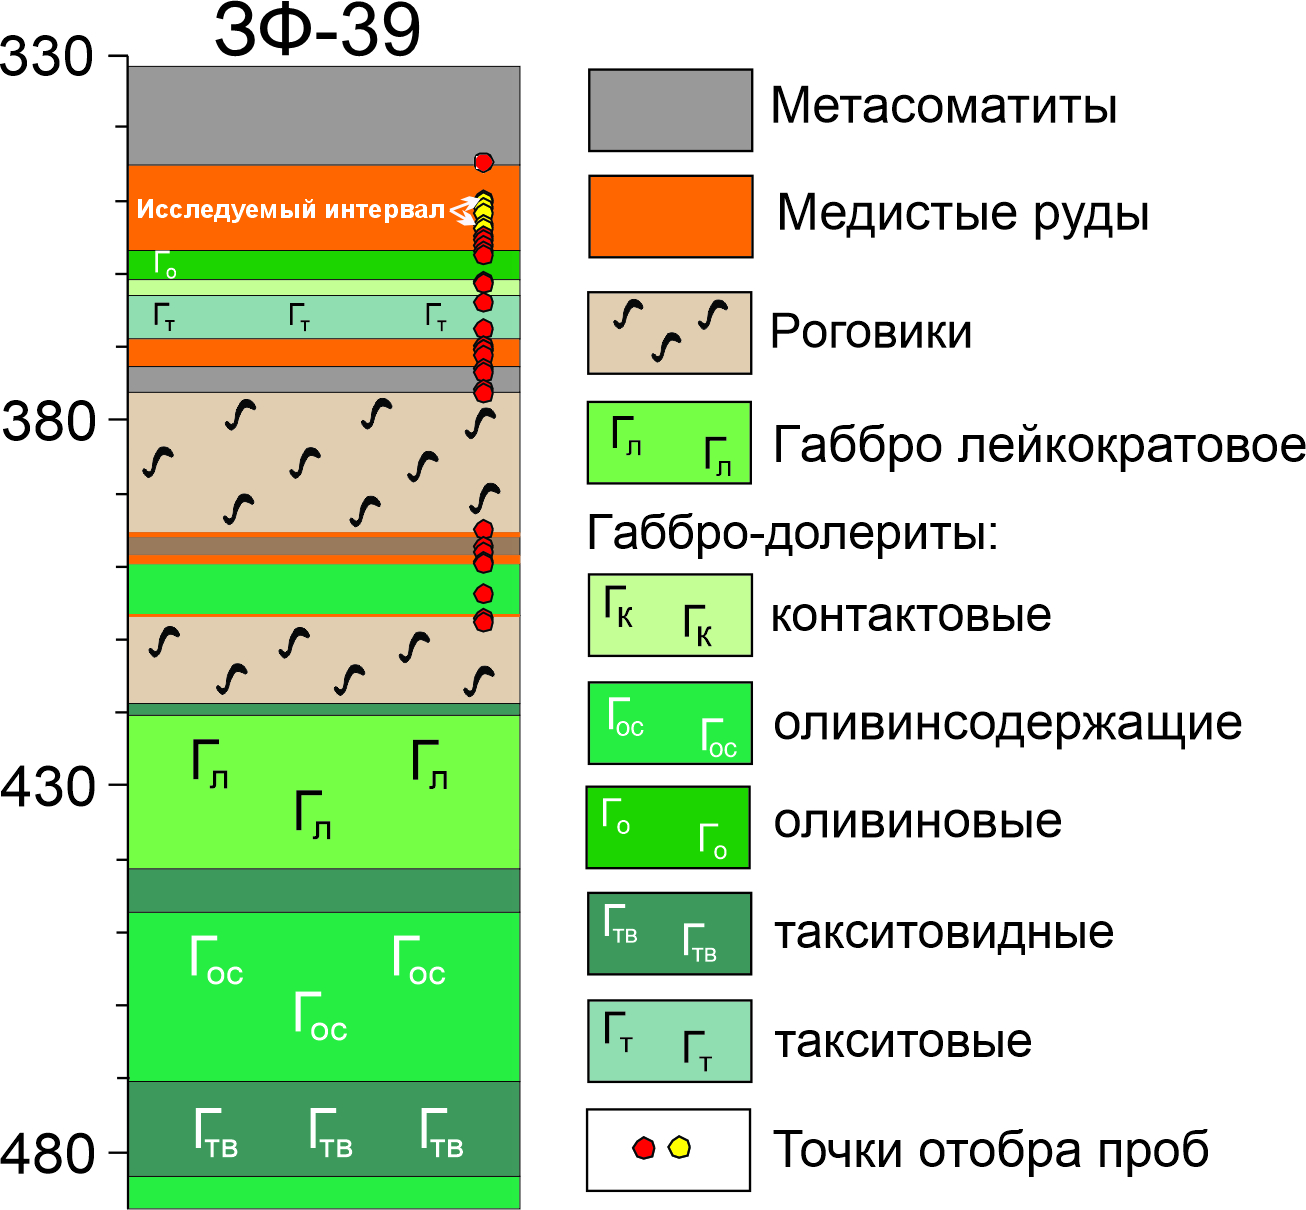 ЗФ-39
330
380
430
480
Исследуемый интервал
Го
Гт Гт Гт
Гл Гл
Гл
Гос Гос
Гос
Гтв Гтв Гтв
Метасоматиты
Медистые руды
Роговики
Гл Гл
Габбро лейкократовое
Габбро-долериты:
Гк Гк
контактовые
Гос Гос
оливинсодержащие
Го Го
оливиновые
Гтв Гтв
такситовидные
Гт Гт
такситовые
Точки отобра проб